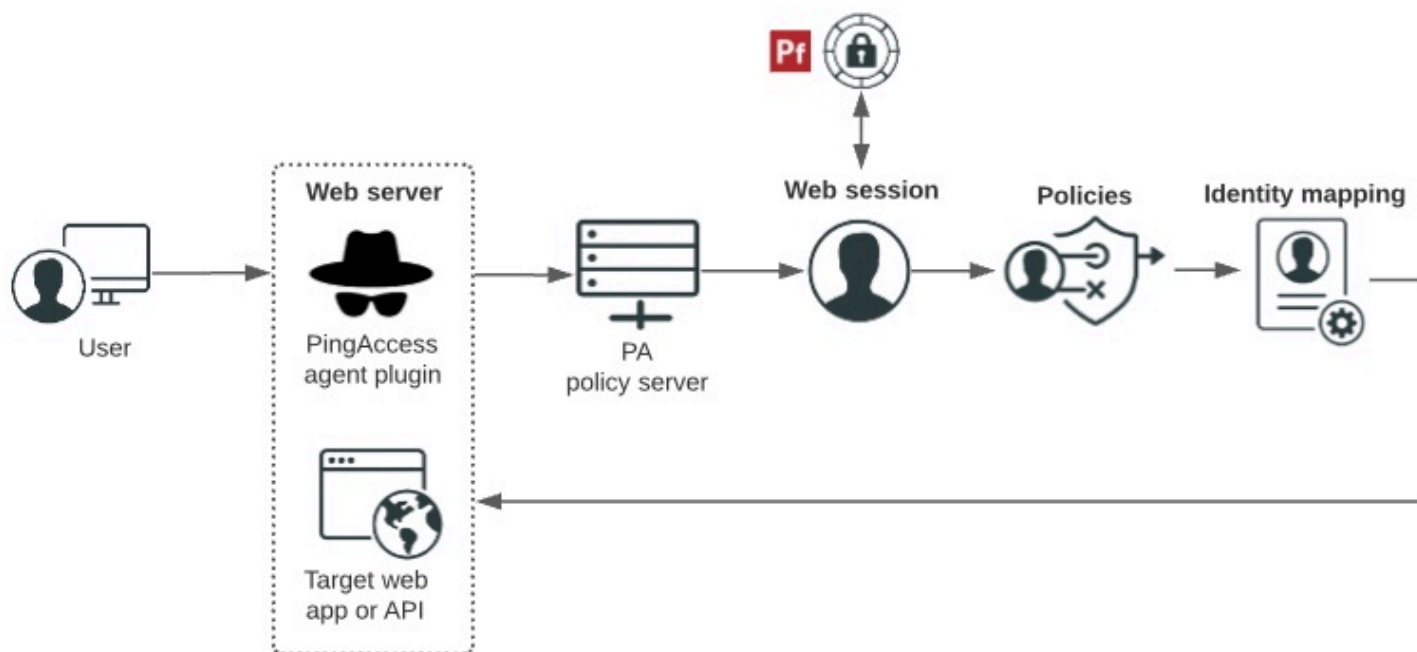 Pf
Web server
Web session
Policies
Identity mapping
User
PingAccess
agent plugin
PA
policy server
Target web
app or API